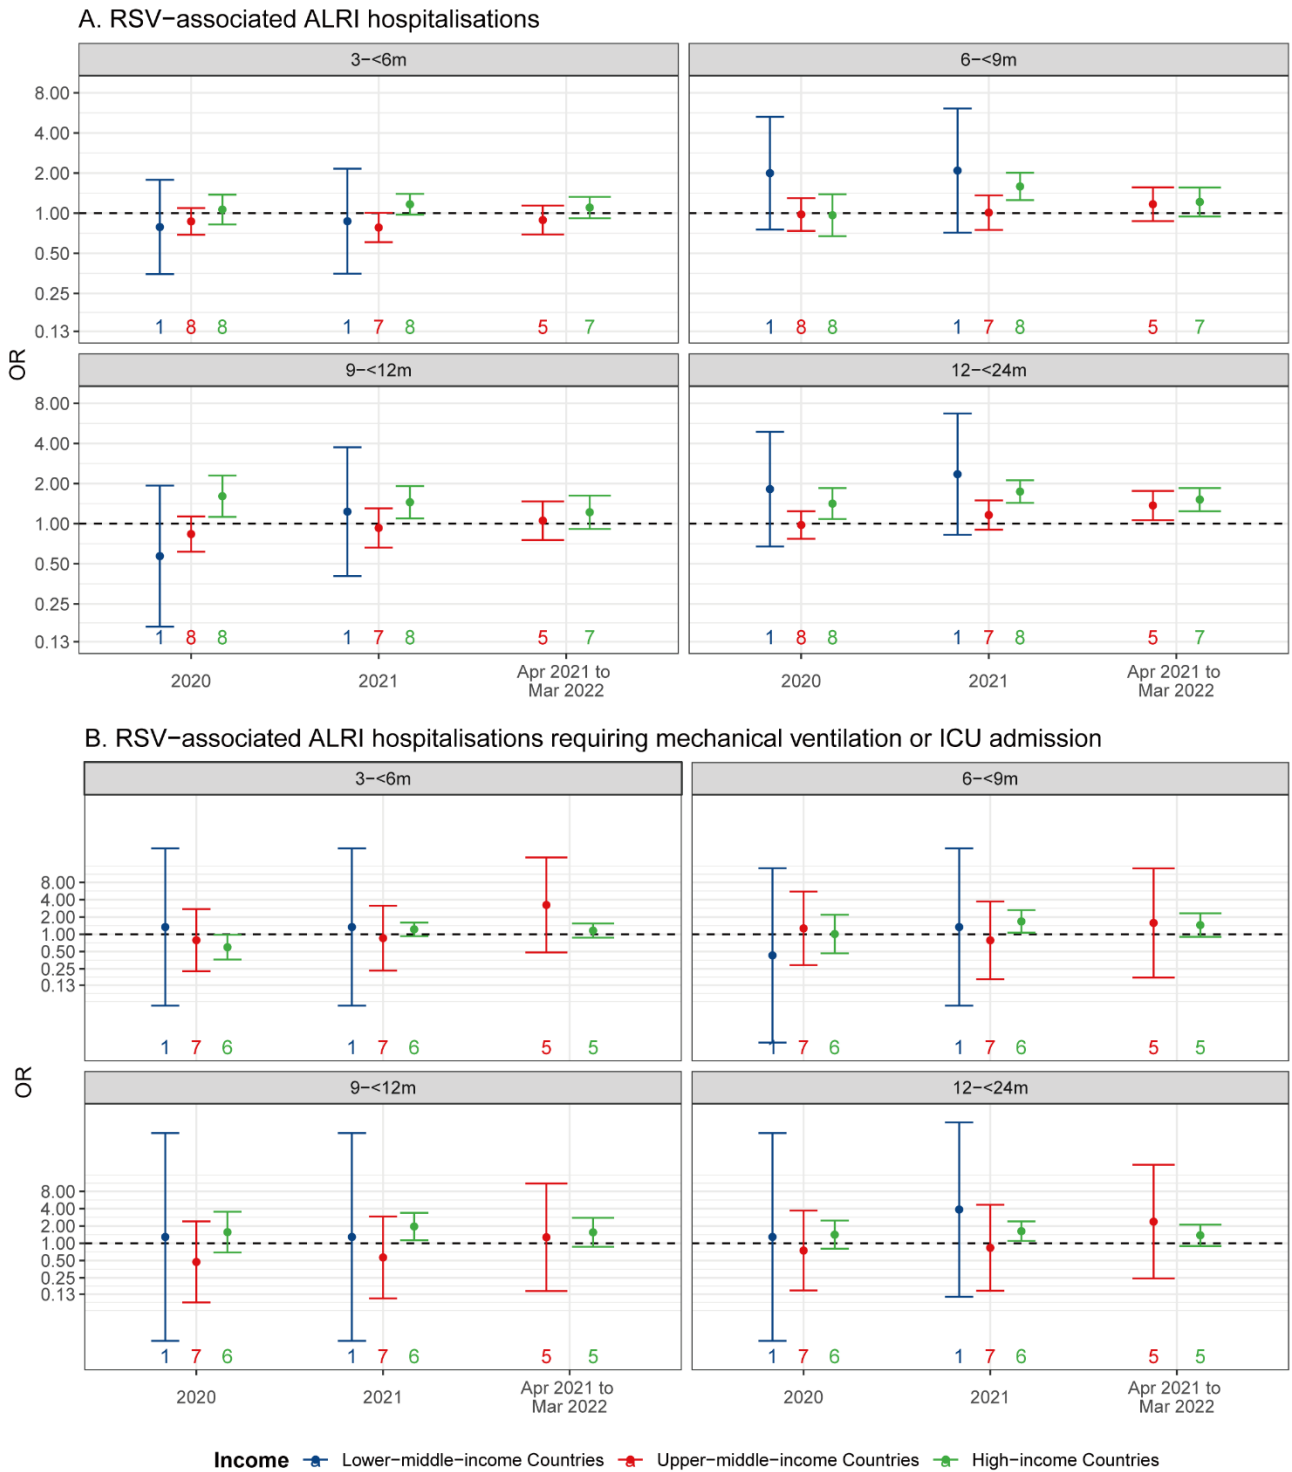 A. RSV−associated ALRI hospitalisations
3−<6m
6−<9m
8.00
4.00
2.00
1.00
0.50
0.25
0.13
1 8 8 1 7 8 5 7
1 8 8 1 7 8 5 7
OR
9−<12m
12−<24m
8.00
4.00
2.00
1.00
0.50
0.25
0.13
1 8 8 1 7 8 5 7
1 8 8 1 7 8 5 7
2020
2021
Apr 2021 to
Mar 2022
2020
2021
Apr 2021 to
Mar 2022
B. RSV−associated ALRI hospitalisations requiring mechanical ventilation or ICU admission
3−<6m
6−<9m
8.00
4.00
2.00
1.00
0.50
0.25
0.13
1 7 6 1 7 6 5 5
1 7 6 1 7 6 5 5
OR
9−<12m
12−<24m
8.00
4.00
2.00
1.00
0.50
0.25
0.13
1 7 6 1 7 6 5 5
1 7 6 1 7 6 5 5
2020
2021
Apr 2021 to
Mar 2022
2020
2021
Apr 2021 to
Mar 2022
Income a Lower−middle−income Countries a Upper−middle−income Countries a High−income Countries